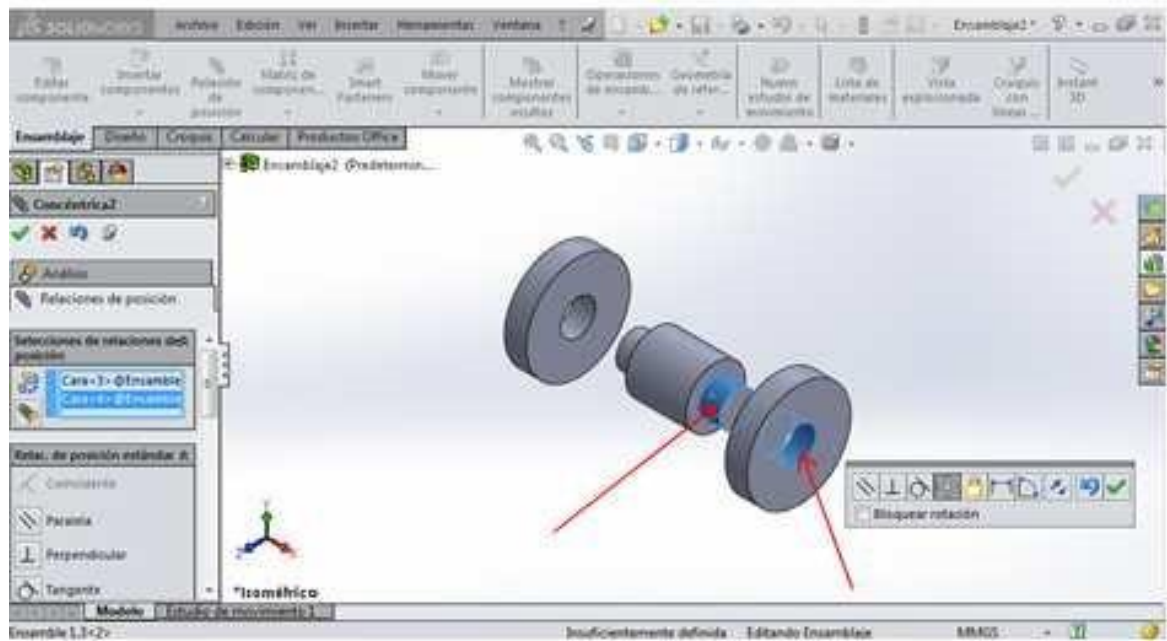 SOLIDWORKS Archivo Edición Ver Insertar Herramientas Ventana ? Ensamblaje2 *
Editar componente
Insertar componentes
Relación de posición
Matriz de componen...
Smart Fasteners
Mover componente
Mostrar componentes ocultos
Operaciones de ensamb...
Geometría de refer...
Nuevo estudio de movimiento
Lista de materiales
Vista explosionada
Croquis con líneas ...
Instant 3D
Ensamblaje Diseño Croquis Calcular Productos Office
Ensamblaje2 (Predetermin...
Concéntrica2
Análisis
Relaciones de posición
Selecciones de relaciones de posición
Cara<3>@Ensamble
Cara<4>@Ensamble
Relac. de posición estándar
Coincidente
Paralela
Perpendicular
Tangente
Bloquear rotación
*Isométrico
Modelo Estudio de movimiento 1
Ensamble 1.3<2> Insuficientemente definida Editando Ensamblaje MMGS